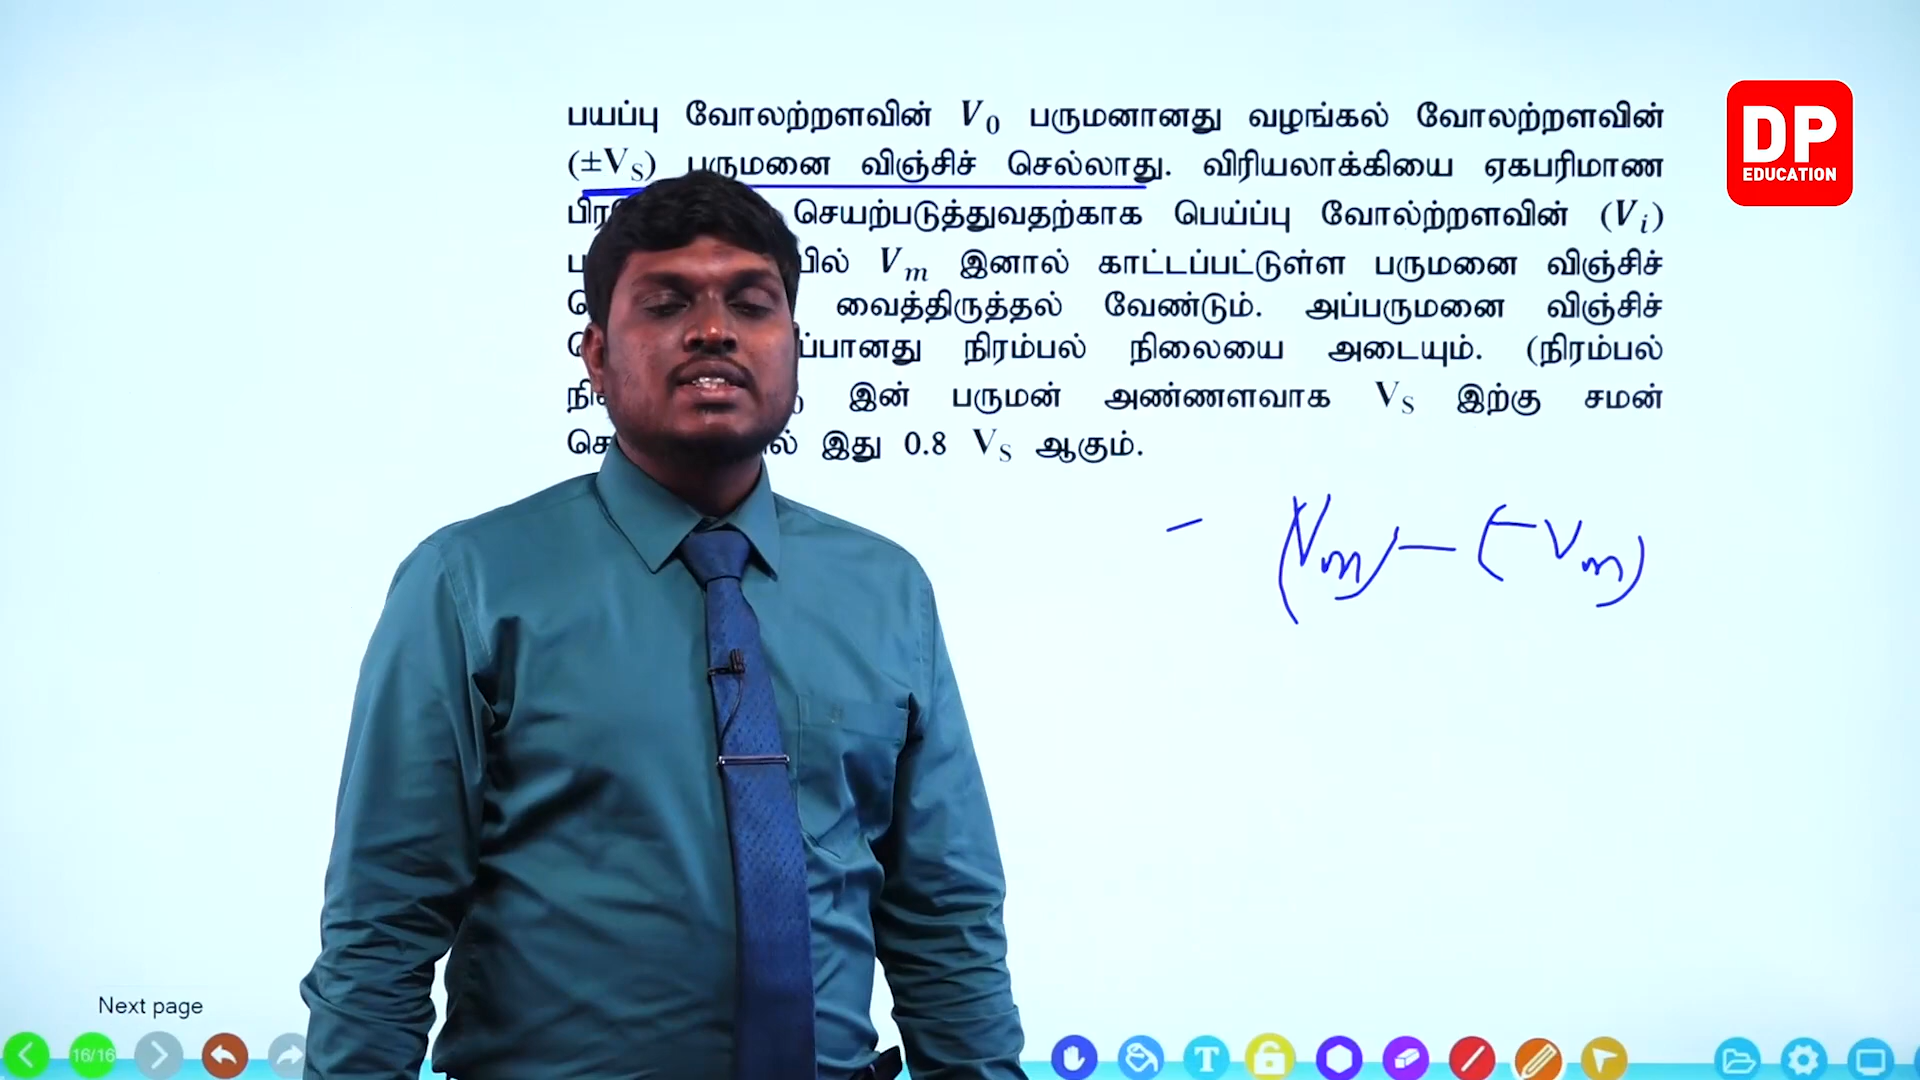 பயப்பு வோலற்றளவின் V₀ பருமனானது வழங்கல் வோலற்றளவின்
(±Vₛ) பருமனை விஞ்சிச் செல்லாது. விரியலாக்கியை ஏகபரிமாண
செயற்படுத்துவதற்காக பெய்ப்பு வோல்ற்றளவின் (Vᵢ)
Vₘ இனால் காட்டப்பட்டுள்ள பருமனை விஞ்சிச்
வைத்திருத்தல் வேண்டும். அப்பருமனை விஞ்சிச்
நிரம்பல் நிலையை அடையும். (நிரம்பல்
இன் பருமன் அண்ணளவாக Vₛ இற்கு சமன்
இது 0.8 Vₛ ஆகும்.
(Vₘ) — (-Vₘ)
DP
EDUCATION
Next page
16/16
T